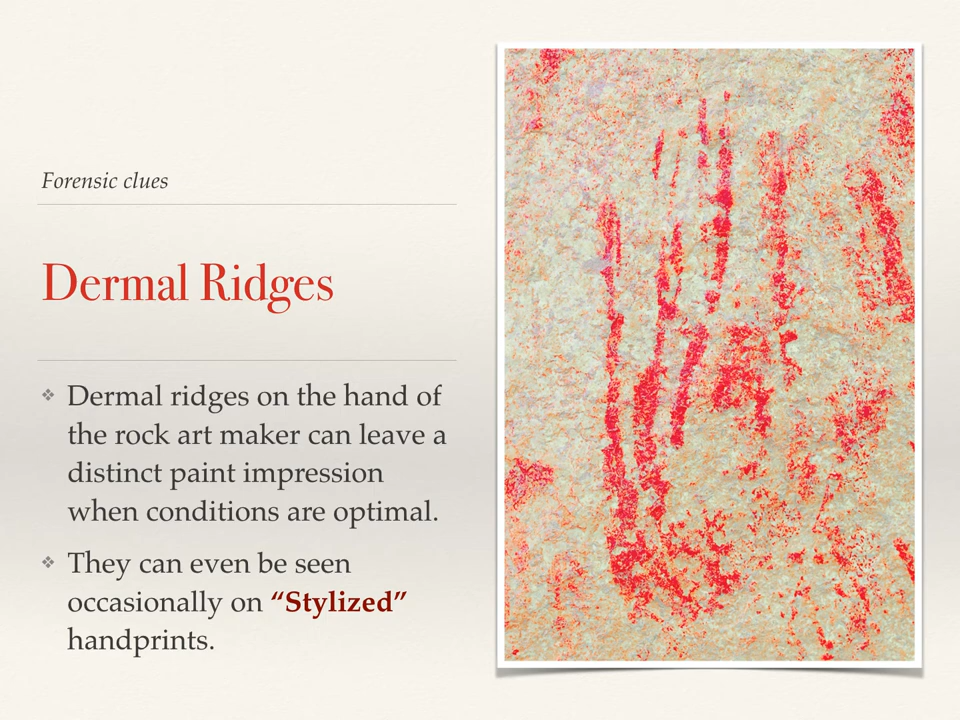 Forensic clues
Dermal Ridges
❖ Dermal ridges on the hand of
the rock art maker can leave a
distinct paint impression
when conditions are optimal.
❖ They can even be seen
occasionally on “Stylized”
handprints.